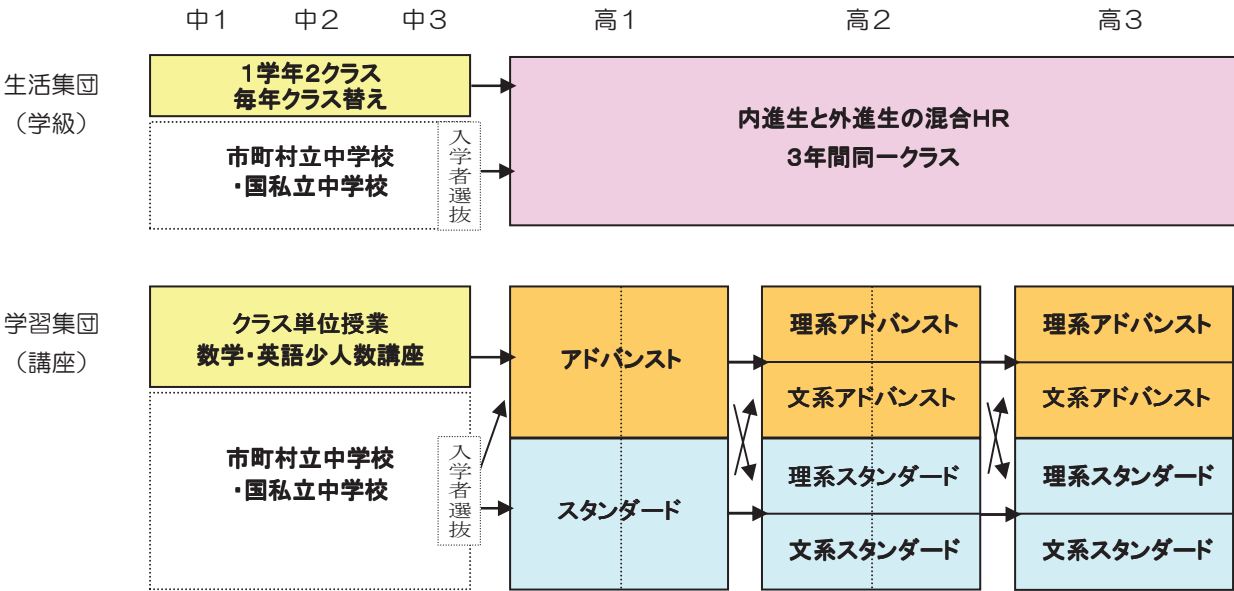 中1 中2 中3 高1 高2 高3
生活集団
（学級）
1学年2クラス
毎年クラス替え
市町村立中学校
・国私立中学校
入学者選抜
内進生と外進生の混合HR
3年間同一クラス
学習集団
（講座）
クラス単位授業
数学・英語少人数講座
市町村立中学校
・国私立中学校
入学者選抜
アドバンスト
スタンダード
理系アドバンスト
文系アドバンスト
理系スタンダード
文系スタンダード
理系アドバンスト
文系アドバンスト
理系スタンダード
文系スタンダード